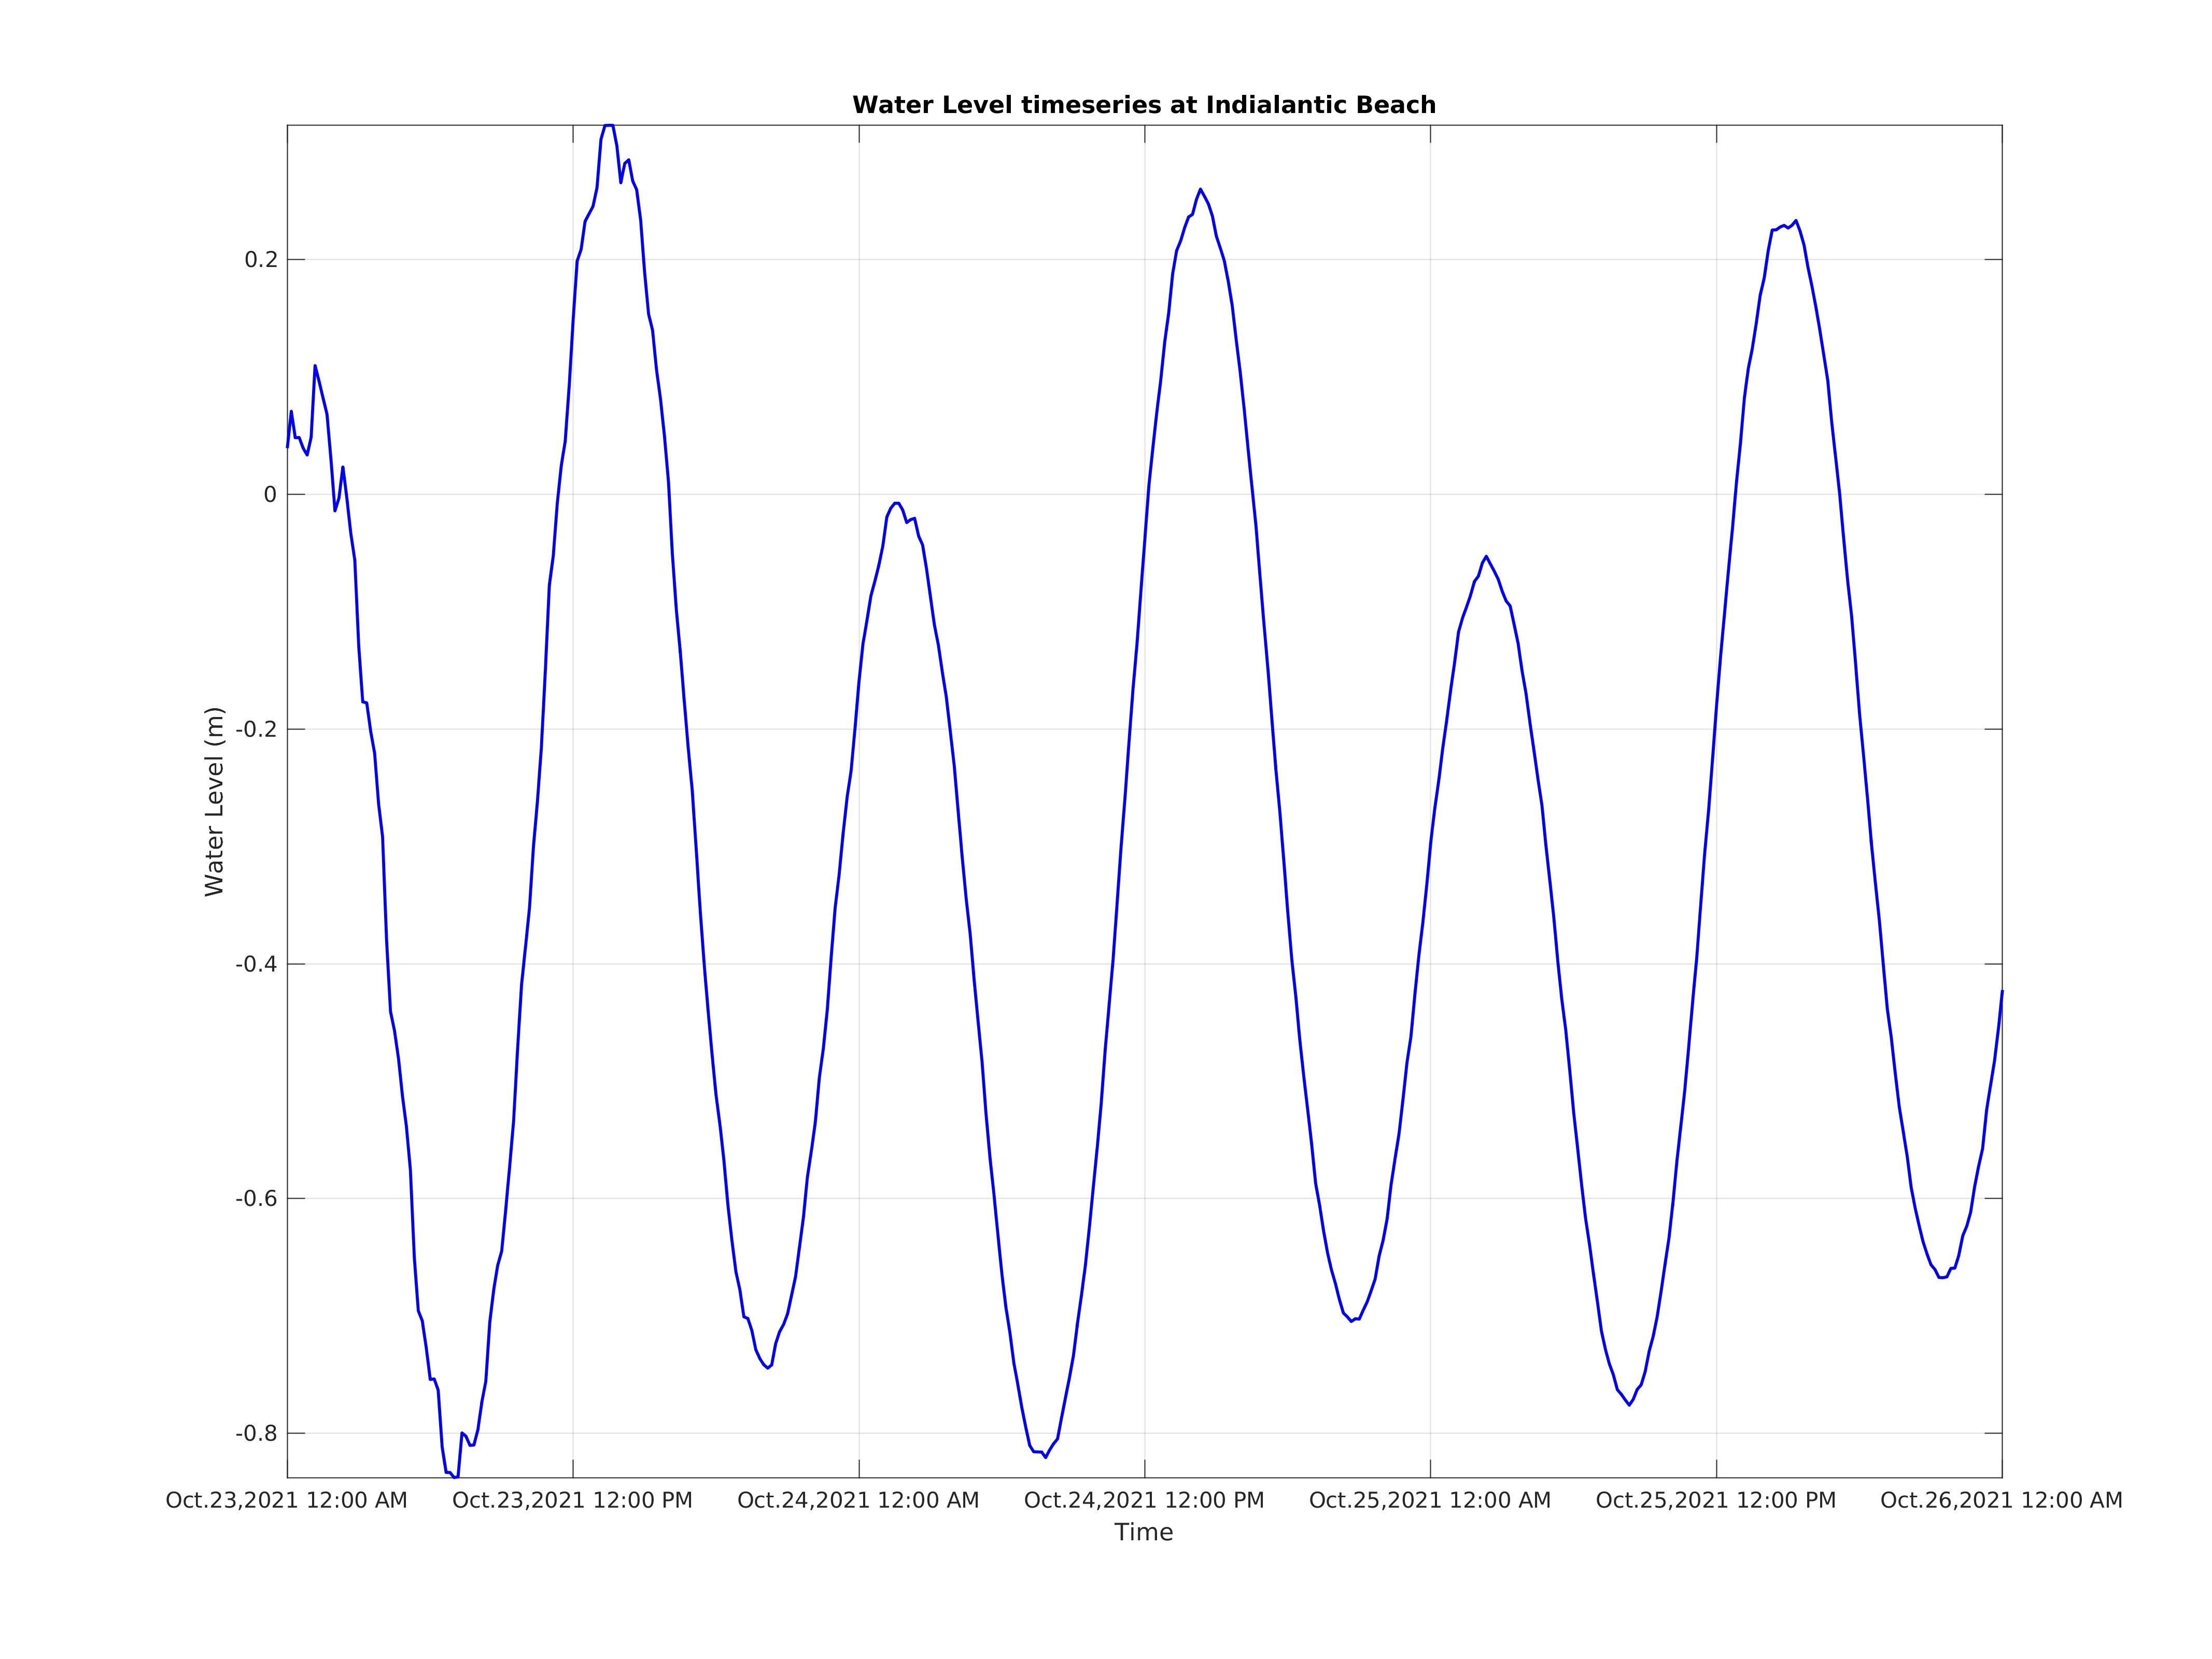 Water Level timeseries at Indialantic Beach
0.2
0
-0.2
-0.4
-0.6
-0.8
Water Level (m)
Oct.23,2021 12:00 AM
Oct.23,2021 12:00 PM
Oct.24,2021 12:00 AM
Oct.24,2021 12:00 PM
Oct.25,2021 12:00 AM
Oct.25,2021 12:00 PM
Oct.26,2021 12:00 AM
Time